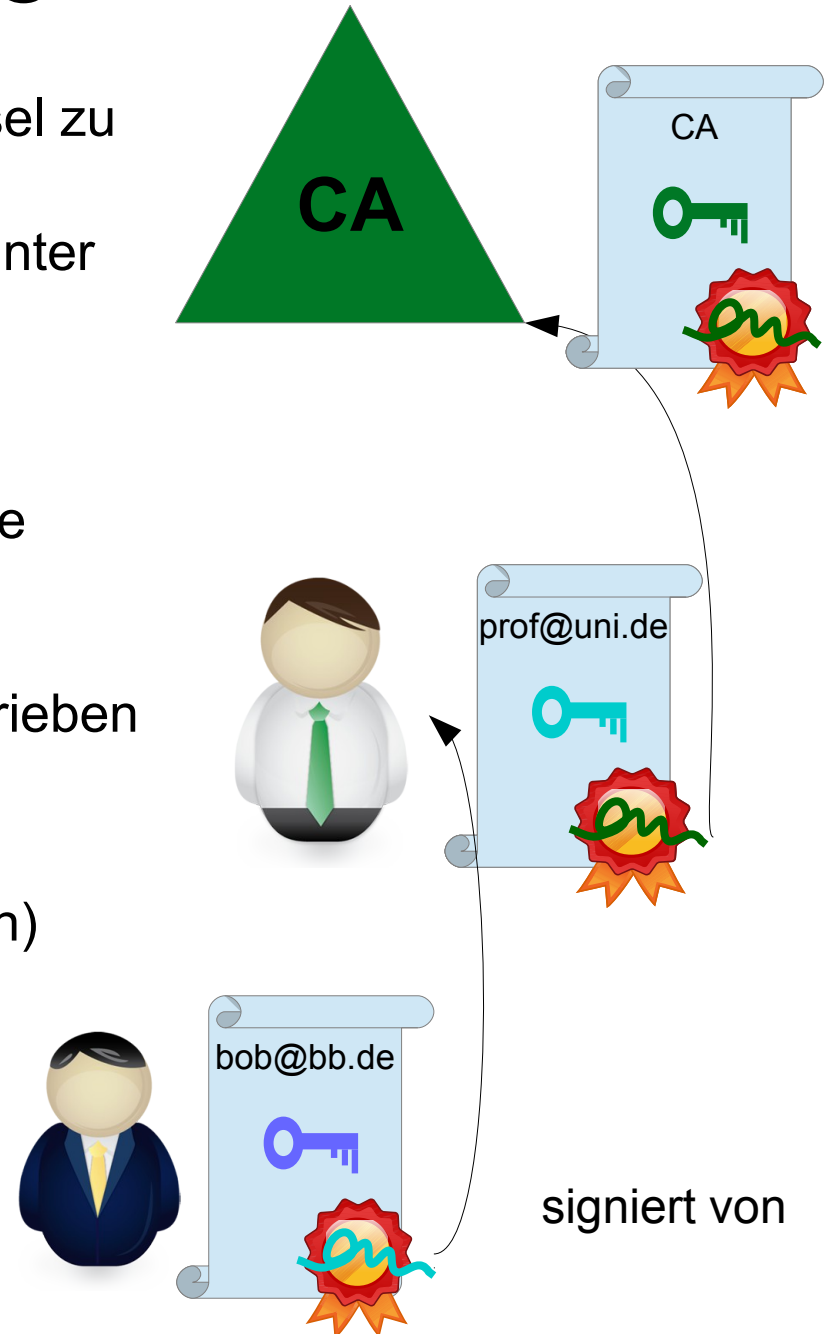 sel zu
CA
CA
nter
e
prof@uni.de
rieben
n)
bob@bb.de
signiert von